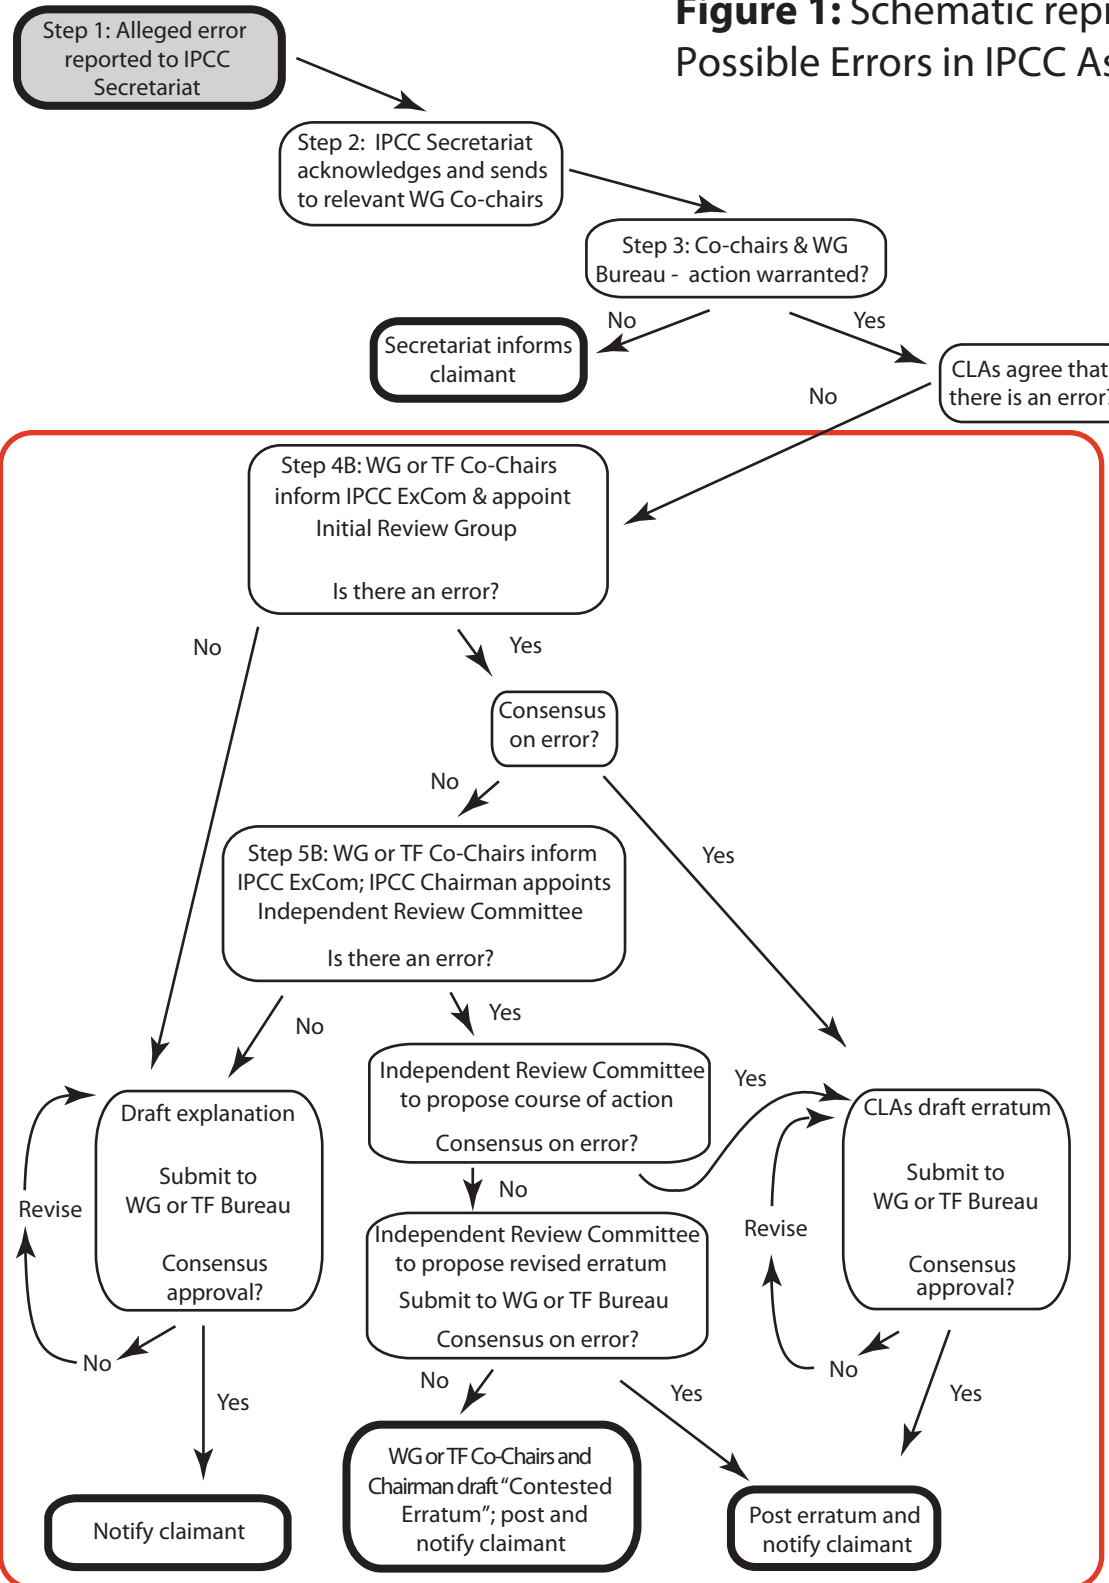 Figure 1: Schematic repr
Possible Errors in IPCC As
Step 1: Alleged error
reported to IPCC
Secretariat
Step 2: IPCC Secretariat
acknowledges and sends
to relevant WG Co-chairs
Step 3: Co-chairs & WG
Bureau - action warranted?
No
Yes
Secretariat informs
claimant
CLAs agree that
there is an error?
No
Step 4B: WG or TF Co-Chairs
inform IPCC ExCom & appoint
Initial Review Group
Is there an error?
No
Yes
Consensus
on error?
No
Yes
Step 5B: WG or TF Co-Chairs inform
IPCC ExCom; IPCC Chairman appoints
Independent Review Committee
Is there an error?
No
Yes
Independent Review Committee
to propose course of action
Consensus on error?
Yes
No
Draft explanation
Submit to
WG or TF Bureau
Consensus
approval?
Revise
No
Yes
Independent Review Committee
to propose revised erratum
Submit to WG or TF Bureau
Consensus on error?
No
Yes
CLAs draft erratum
Submit to
WG or TF Bureau
Consensus
approval?
Revise
No
Yes
Notify claimant
WG or TF Co-Chairs and
Chairman draft “Contested
Erratum”; post and
notify claimant
Post erratum and
notify claimant